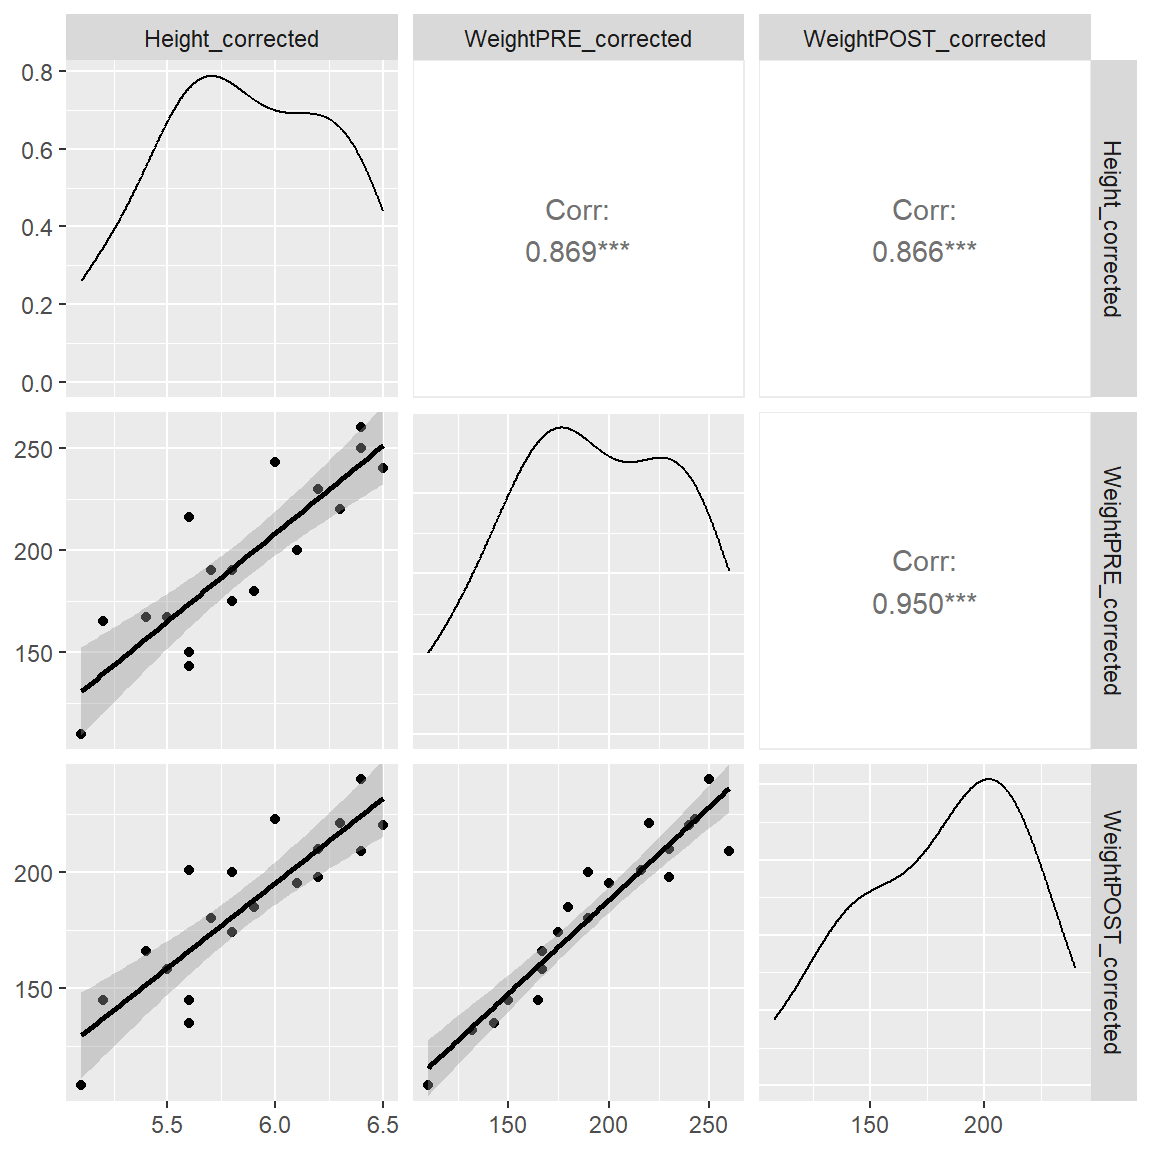 Height_corrected
WeightPRE_corrected
WeightPOST_corrected
0.8
0.6
0.4
0.2
0.0
Corr:
0.869***
Corr:
0.866***
Height_corrected
250
200
150
Corr:
0.950***
WeightPRE_corrected
200
150
WeightPOST_corrected
5.5
6.0
6.5
150
200
250
150
200